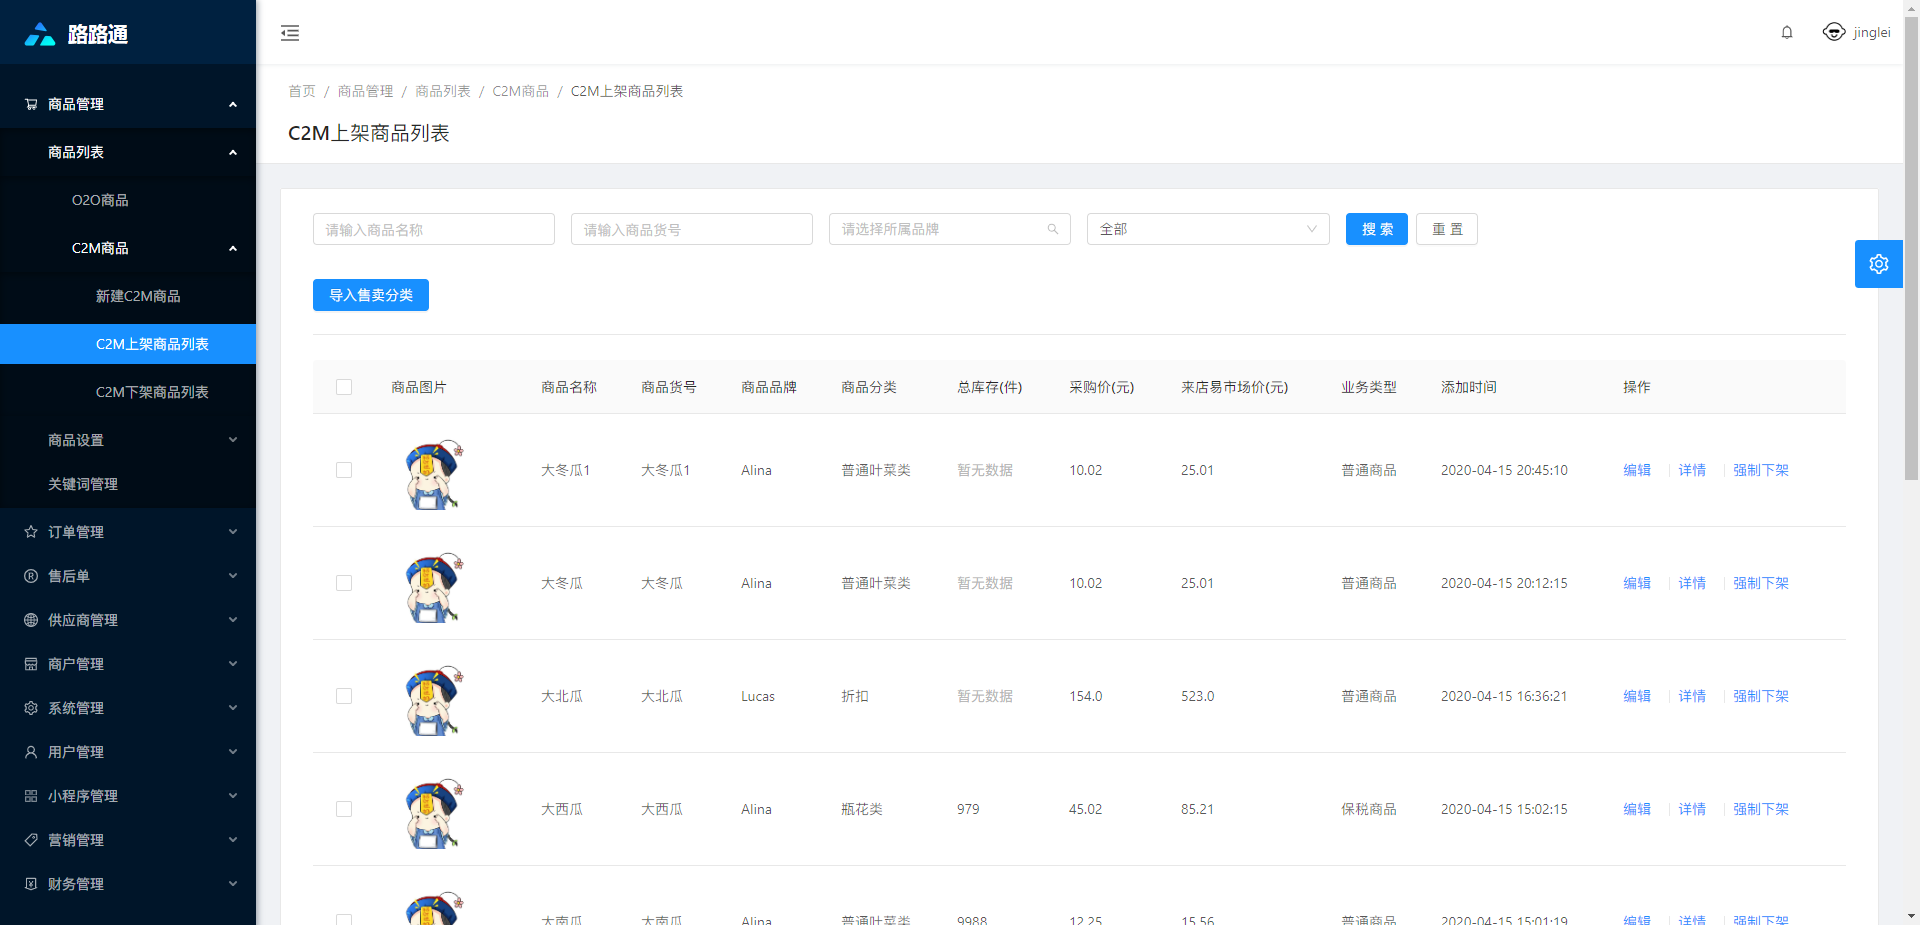 路路通
jinglei
商品管理
商品列表
O2O商品
C2M商品
新建C2M商品
C2M上架商品列表
C2M下架商品列表
商品设置
关键词管理
订单管理
售后单
供应商管理
商户管理
系统管理
用户管理
小程序管理
营销管理
财务管理
首页 / 商品管理 / 商品列表 / C2M商品 / C2M上架商品列表
C2M上架商品列表
请输入商品名称 请输入商品货号 请选择所属品牌 全部 搜 索 重 置
导入售卖分类
商品图片 商品名称 商品货号 商品品牌 商品分类 总库存(件) 采购价(元) 来店易市场价(元) 业务类型 添加时间 操作
大冬瓜1 大冬瓜1 Alina 普通叶菜类 暂无数据 10.02 25.01 普通商品 2020-04-15 20:45:10 编辑 详情 强制下架
大冬瓜 大冬瓜 Alina 普通叶菜类 暂无数据 10.02 25.01 普通商品 2020-04-15 20:12:15 编辑 详情 强制下架
大北瓜 大北瓜 Lucas 折扣 暂无数据 154.0 523.0 普通商品 2020-04-15 16:36:21 编辑 详情 强制下架
大西瓜 大西瓜 Alina 瓶花类 979 45.02 85.21 保税商品 2020-04-15 15:02:15 编辑 详情 强制下架
大南瓜 大南瓜 Alina 普通叶菜类 9988 12.25 15.56 普通商品 2020-04-15 15:01:19 编辑 详情 强制下架